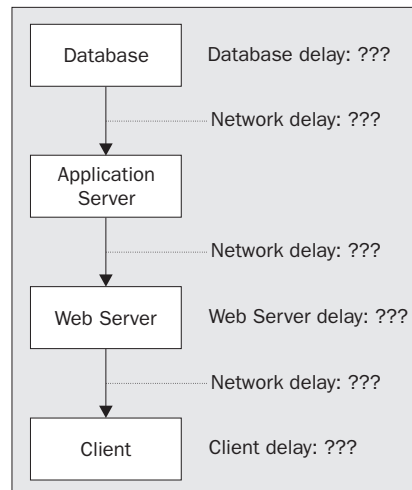 Database Database delay: ???
Network delay: ???
Application
Server
Network delay: ???
Web Server Web Server delay: ???
Network delay: ???
Client Client delay: ???